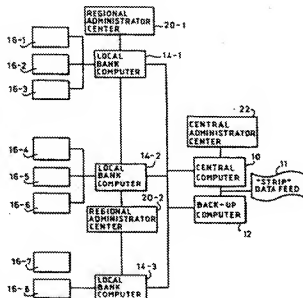 REGIONAL
ADMINISTRATOR
CENTER
20-1
16-1
LOCAL
BANK
COMPUTER
14-1
16-2
16-3
22
CENTRAL
ADMINISTRATOR
CENTER
16-4
14-2
LOCAL
BANK
COMPUTER
10
CENTRAL
COMPUTER
11
"STRIP"
DATA FEED
16-5
16-6
20-2
REGIONAL
ADMINISTRATOR
CENTER
BACK-UP
COMPUTER
12
16-7
14-3
LOCAL
BANK
COMPUTER
16-8